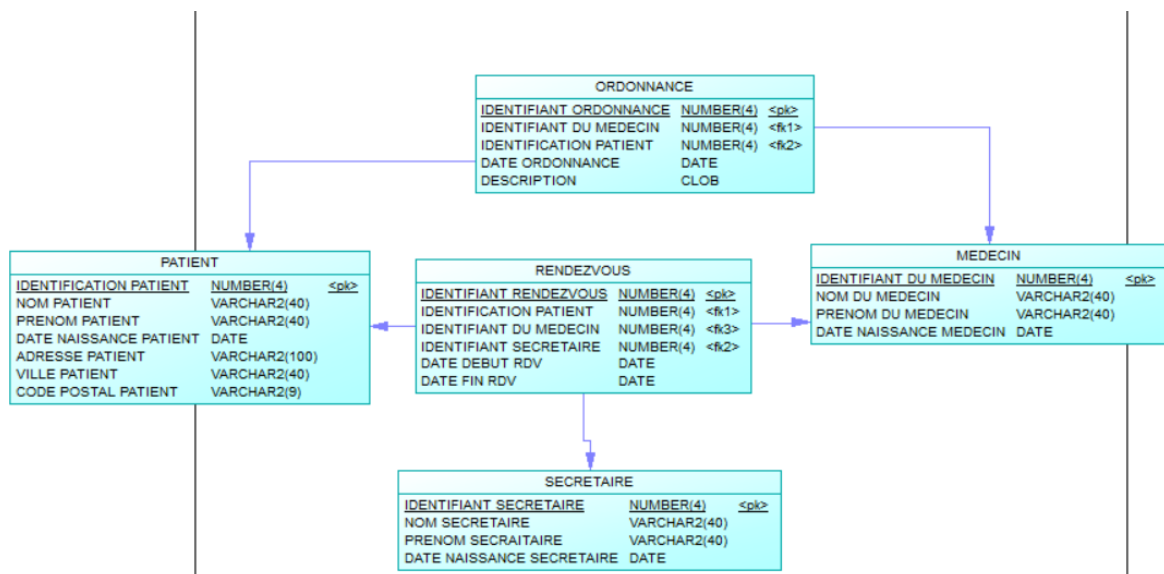 ORDONNANCE
IDENTIFIANT ORDONNANCE NUMBER(4) <pk>
IDENTIFIANT DU MEDECIN NUMBER(4) <fk1>
IDENTIFICATION PATIENT NUMBER(4) <fk2>
DATE ORDONNANCE DATE
DESCRIPTION CLOB
PATIENT
IDENTIFICATION PATIENT NUMBER(4) <pk>
NOM PATIENT VARCHAR2(40)
PRENOM PATIENT VARCHAR2(40)
DATE NAISSANCE PATIENT DATE
ADRESSE PATIENT VARCHAR2(100)
VILLE PATIENT VARCHAR2(40)
CODE POSTAL PATIENT VARCHAR2(9)
RENDEZVOUS
IDENTIFIANT RENDEZVOUS NUMBER(4) <pk>
IDENTIFICATION PATIENT NUMBER(4) <fk1>
IDENTIFIANT DU MEDECIN NUMBER(4) <fk3>
IDENTIFIANT SECRETAIRE NUMBER(4) <fk2>
DATE DEBUT RDV DATE
DATE FIN RDV DATE
MEDECIN
IDENTIFIANT DU MEDECIN NUMBER(4) <pk>
NOM DU MEDECIN VARCHAR2(40)
PRENOM DU MEDECIN VARCHAR2(40)
DATE NAISSANCE MEDECIN DATE
SECRETAIRE
IDENTIFIANT SECRETAIRE NUMBER(4) <pk>
NOM SECRETAIRE VARCHAR2(40)
PRENOM SECRAITAIRE VARCHAR2(40)
DATE NAISSANCE SECRETAIRE DATE